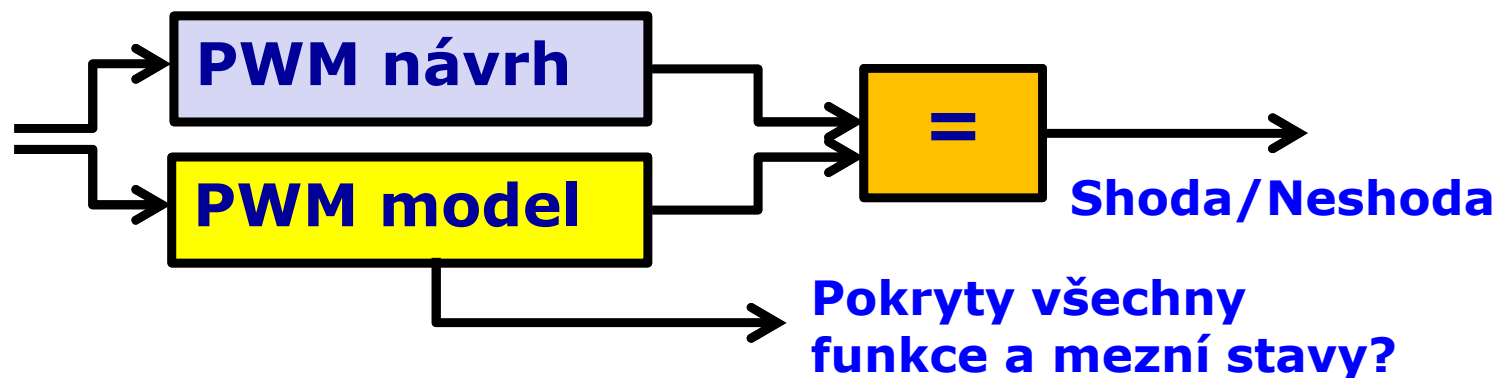 PWM návrh
=
PWM model
Shoda/Neshoda
Pokryty všechny
funkce a mezní stavy?